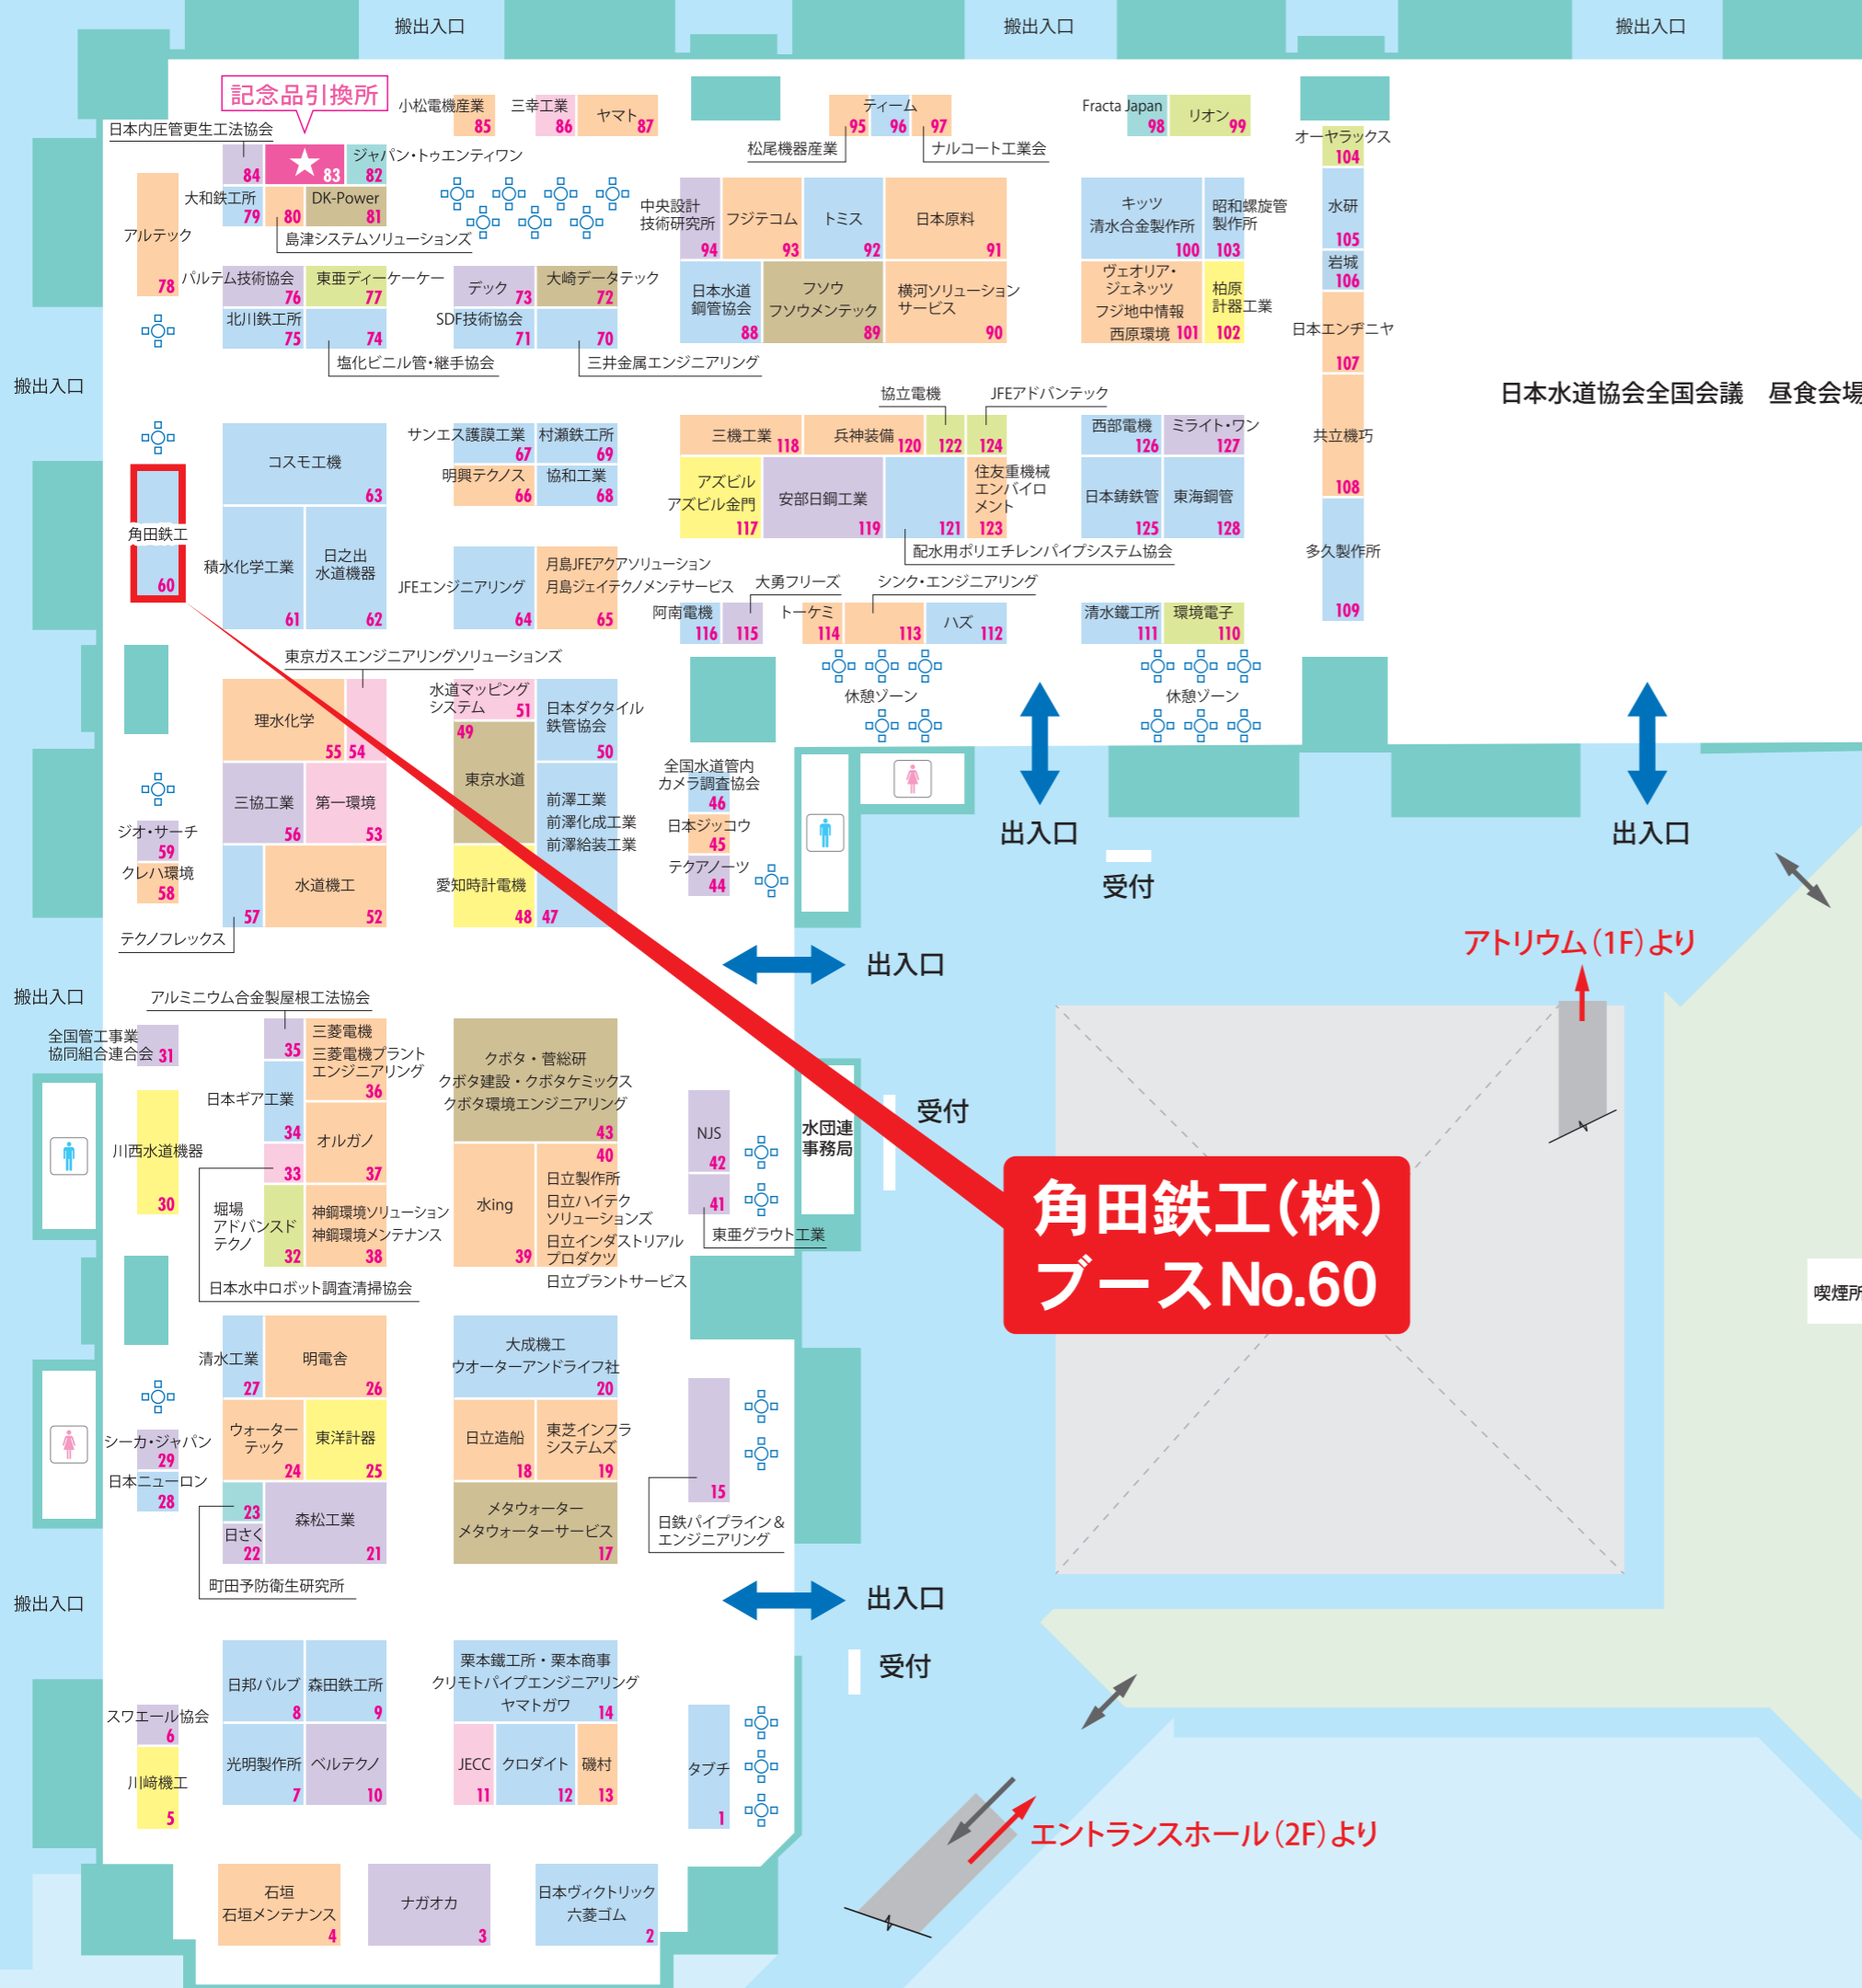 搬出入口
搬出入口
搬出入口
記念品引換所
小松電機産業
85
三幸工業
86
ヤマト
87
ティーム
95
96
97
松尾機器産業
ナルコート工業会
Fracta Japan
98
リオン
99
オーヤラックス
104
日本内圧管更生工法協会
84
83
ジャパン・トゥエンティワン
82
大和鉄工所
79
80
DK-Power
81
島津システムソリューションズ
アルテック
78
中央設計
技術研究所
94
フジテコム
93
トミス
92
日本原料
91
キッツ
清水合金製作所
100
昭和螺旋管
製作所
103
水研
105
岩城
106
パルテム技術協会
76
東亜ディーケーケー
77
北川鉄工所
75
74
塩化ビニル管・継手協会
デック
73
大崎データテック
72
SDF技術協会
71
70
三井金属エンジニアリング
日本水道
鋼管協会
88
フソウ
フソウメンテック
89
横河ソリューション
サービス
90
ヴェオリア・
ジェネッツ
フジ地中情報
西原環境
101
柏原
計器工業
102
日本エンヂニヤ
107
搬出入口
日本水道協会全国会議 昼食会場
共立機巧
108
多久製作所
109
角田鉄工
60
コスモ工機
63
積水化学工業
61
日之出
水道機器
62
サンエス護膜工業
67
村瀬鉄工所
69
明興テクノス
66
協和工業
68
JFEエンジニアリング
64
月島JFEアクアソリューション
月島ジェイテクノメンテサービス
65
協立電機
JFEアドバンテック
三機工業
118
兵神装備
120
122
124
アズビル
アズビル金門
117
安部日鋼工業
119
121
住友重機械
エンバイロ
メント
123
配水用ポリエチレンパイプシステム協会
西部電機
126
ミライト・ワン
127
日本鋳鉄管
125
東海鋼管
128
大勇フリーズ
シンク・エンジニアリング
阿南電機
116
115
トーケミ
114
113
ハズ
112
清水鐵工所
111
環境電子
110
休憩ゾーン
休憩ゾーン
東京ガスエンジニアリングソリューションズ
理水化学
55
54
三協工業
56
第一環境
53
57
水道機工
52
テクノフレックス
ジオ・サーチ
59
クレハ環境
58
水道マッピング
システム
51
49
東京水道
日本ダクタイル
鉄管協会
50
前澤工業
前澤化成工業
前澤給装工業
愛知時計電機
48
47
全国水道管内
カメラ調査協会
46
日本ジッコウ
45
テクアノーツ
44
出入口
出入口
受付
出入口
アトリウム(1F)より
搬出入口
アルミニウム合金製屋根工法協会
全国管工事業
協同組合連合会
31
35
三菱電機
三菱電機プラント
エンジニアリング
36
日本ギア工業
34
オルガノ
37
33
川西水道機器
30
堀場
アドバンスド
テクノ
32
神鋼環境ソリューション
神鋼環境メンテナンス
38
日本水中ロボット調査清掃協会
クボタ・菅総研
クボタ建設・クボタケミックス
クボタ環境エンジニアリング
43
水ing
39
40
日立製作所
日立ハイテク
ソリューションズ
日立インダストリアル
プロダクツ
日立プラントサービス
NJS
42
41
東亜グラウト工業
水団連
事務局
受付
角田鉄工(株)
ブースNo.60
喫煙所
清水工業
27
明電舎
26
ウォーター
テック
24
東洋計器
25
シーカ・ジャパン
29
日本ニューロン
28
23
日さく
22
森松工業
21
町田予防衛生研究所
大成機工
ウオーターアンドライフ社
20
日立造船
18
東芝インフラ
システムズ
19
メタウォーター
メタウォーターサービス
17
15
日鉄パイプライン＆
エンジニアリング
搬出入口
出入口
受付
日邦バルブ
8
森田鉄工所
9
光明製作所
7
ベルテクノ
10
スワエール協会
6
川﨑機工
5
栗本鐵工所・栗本商事
クリモトパイプエンジニアリング
ヤマトガワ
14
JECC
11
クロダイト
12
磯村
13
タブチ
1
エントランスホール(2F)より
石垣
石垣メンテナンス
4
ナガオカ
3
日本ヴィクトリック
六菱ゴム
2